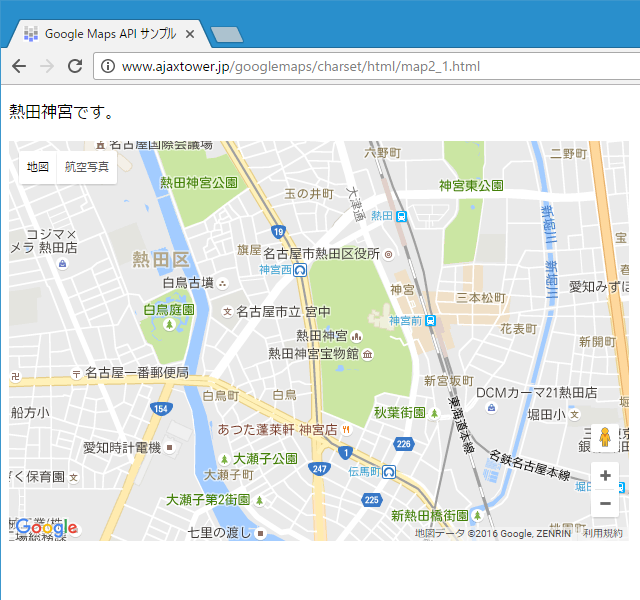 Google Maps API サンプル
www.ajaxtower.jp/googlemaps/charset/html/map2_1.html
熱田神宮です。
名古屋国際会議場
六野町
二野町
地図
航空写真
熱田神宮公園
玉の井町
大津通
神宮東公園
熱田
新堀川
新堀川
コジマ×
メラ 熱田店
19
旗屋
名古屋市熱田区役所
宝
熱田区
神宮西
白鳥古墳
神宮
愛知みずほ
三本松町
白鳥庭園
名古屋市立 宮中
神宮前
花表町
熱田神宮
熱田神宮宝物館
新開町
名古屋一番郵便局
新宮坂町
白鳥町
白鳥
DCMカーマ21熱田店
154
船方小
秋葉街園
東海道本線
堀田小
あつた蓬莱軒 神宮店
愛知時計電機
226
1
大瀬子公園
247
伝馬町
名鉄名古屋本線
ぎく保育園
大瀬子町
大瀬子第2街園
225
新熱田橋街園
七里の渡し
Google
地図データ ©2016 Google, ZENRIN
利用規約